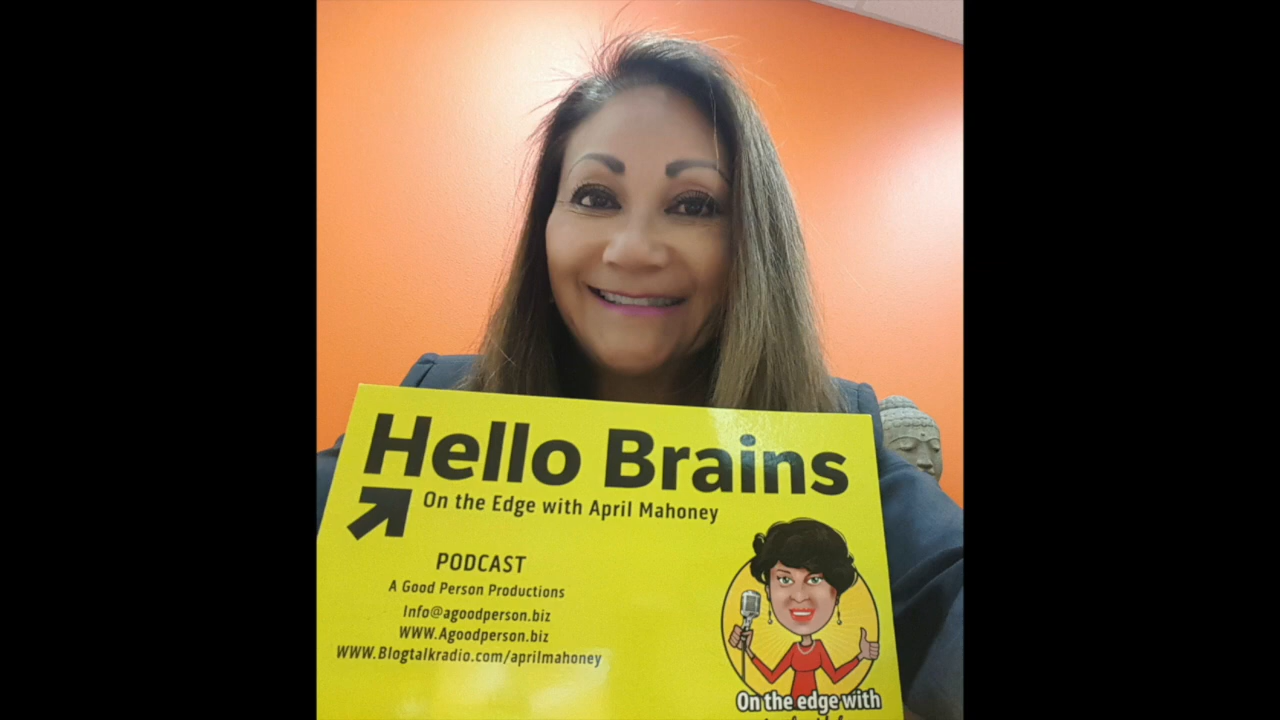 Hello Brains
On the Edge with April Mahoney
PODCAST
A Good Person Productions
Info@agoodperson.biz
WWW.Agoodperson.biz
WWW.Blogtalkradio.com/aprilmahoney
On the edge with